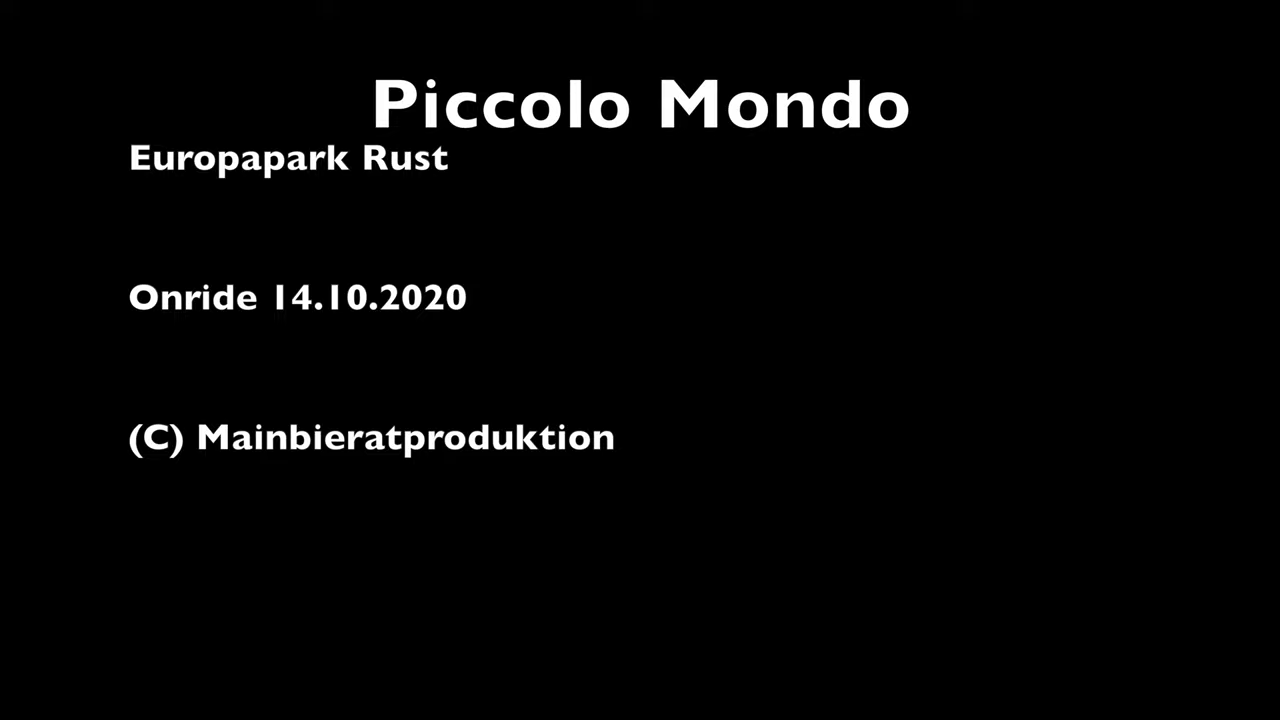 Piccolo Mondo
Europapark Rust
Onride 14.10.2020
(C) Mainbieratproduktion